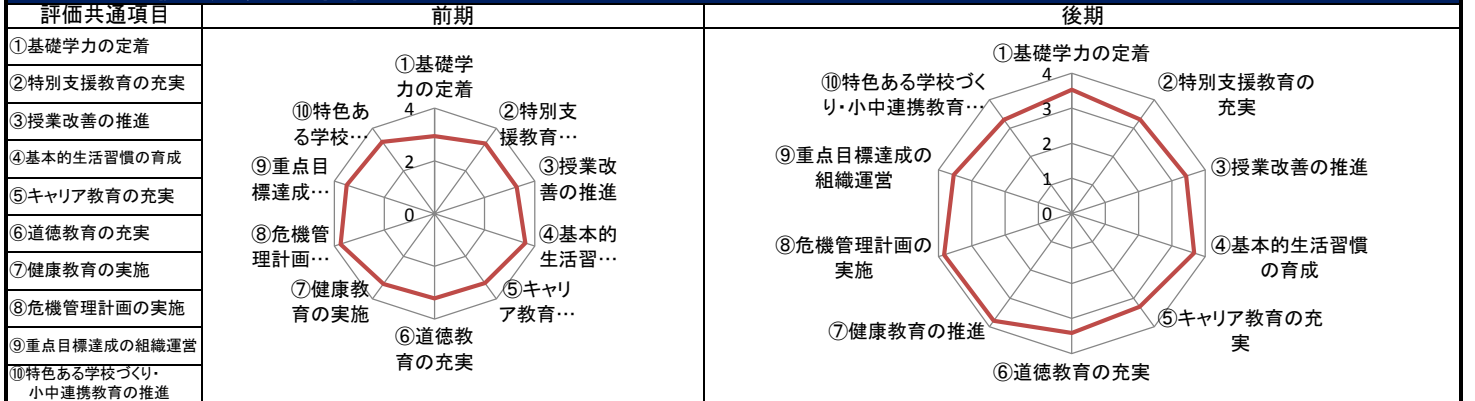 評価共通項目
前期
後期
①基礎学力の定着
②特別支援教育の充実
③授業改善の推進
④基本的生活習慣の育成
⑤キャリア教育の充実
⑥道徳教育の充実
⑦健康教育の実施
⑧危機管理計画の実施
⑨重点目標達成の組織運営
⑩特色ある学校づくり・
小中連携教育の推進
①基礎学
力の定着
②特別支
援教育…
③授業改
善の推進
④基本的
生活習…
⑤キャリ
ア教育…
⑥道徳教
育の充実
⑦健康教
育の実施
⑧危機管
理計画…
⑨重点目
標達成…
⑩特色あ
る学校…
4
2
0
①基礎学力の定着
②特別支援教育の
充実
③授業改善の推進
④基本的生活習慣
の育成
⑤キャリア教育の充
実
⑥道徳教育の充実
⑦健康教育の推進
⑧危機管理計画の
実施
⑨重点目標達成の
組織運営
⑩特色ある学校づく
り・小中連携教育…
4
3
2
1
0